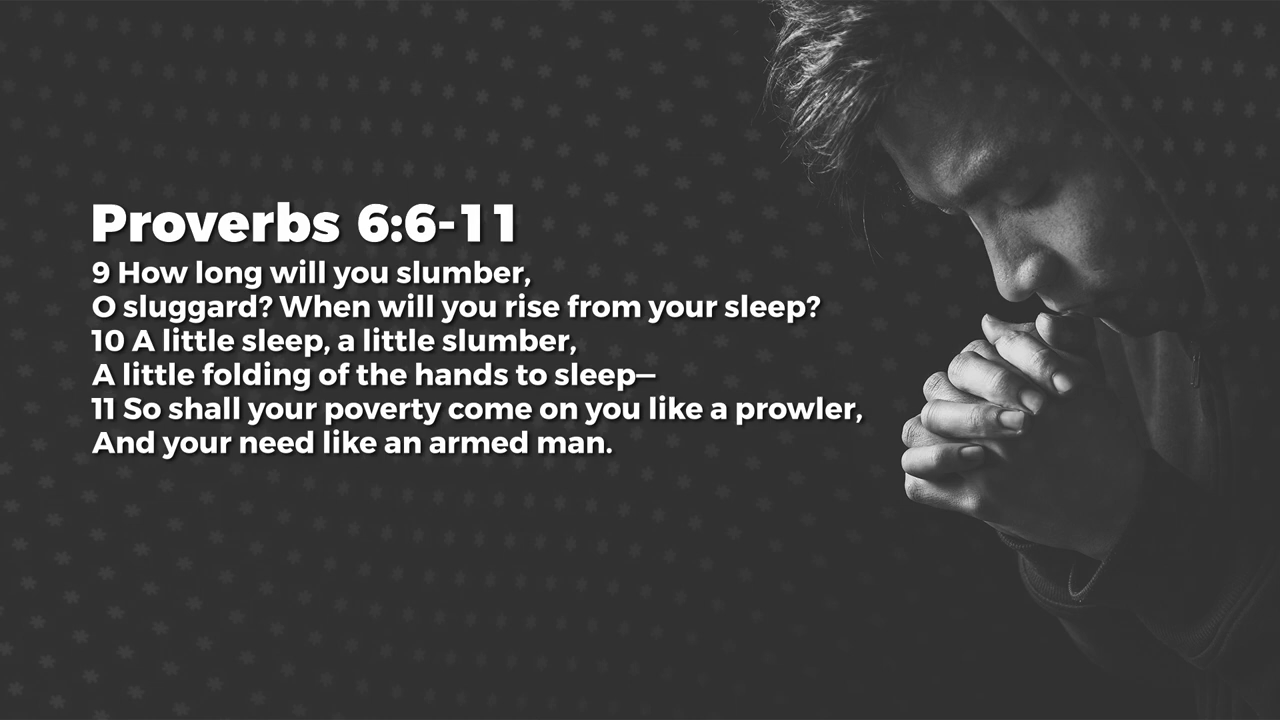 Proverbs 6:6-11
9 How long will you slumber,
O sluggard? When will you rise from your sleep?
10 A little sleep, a little slumber,
A little folding of the hands to sleep—
11 So shall your poverty come on you like a prowler,
And your need like an armed man.